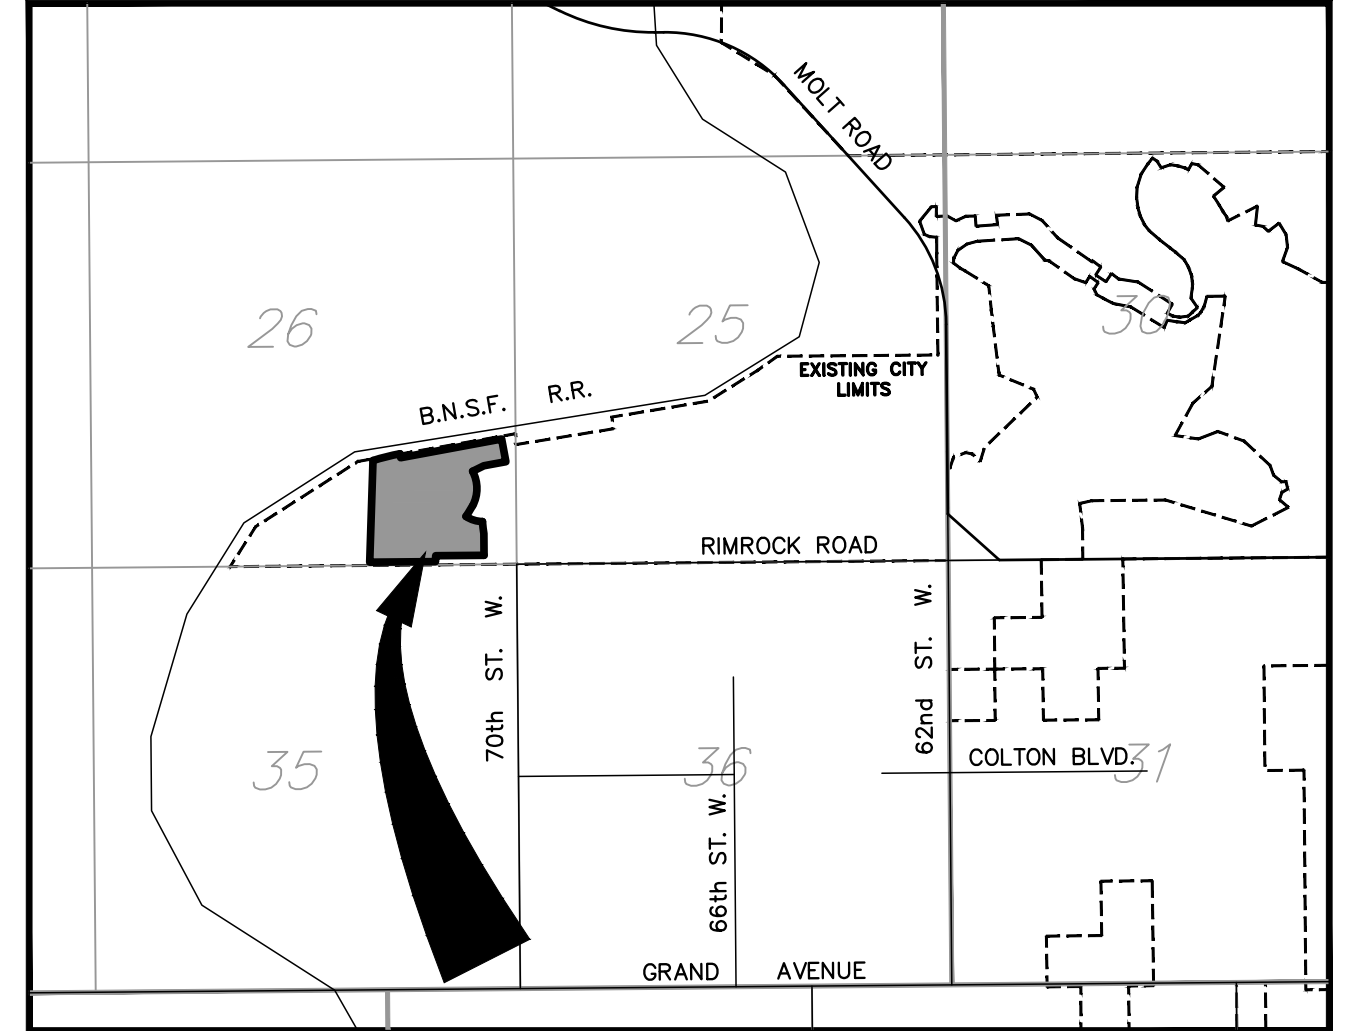 MOLT ROAD
26
25
30
EXISTING CITY
LIMITS
B.N.S.F. R.R.
RIMROCK ROAD
70th ST. W.
62nd ST. W.
35
36
COLTON BLVD.
31
66th ST. W.
GRAND AVENUE